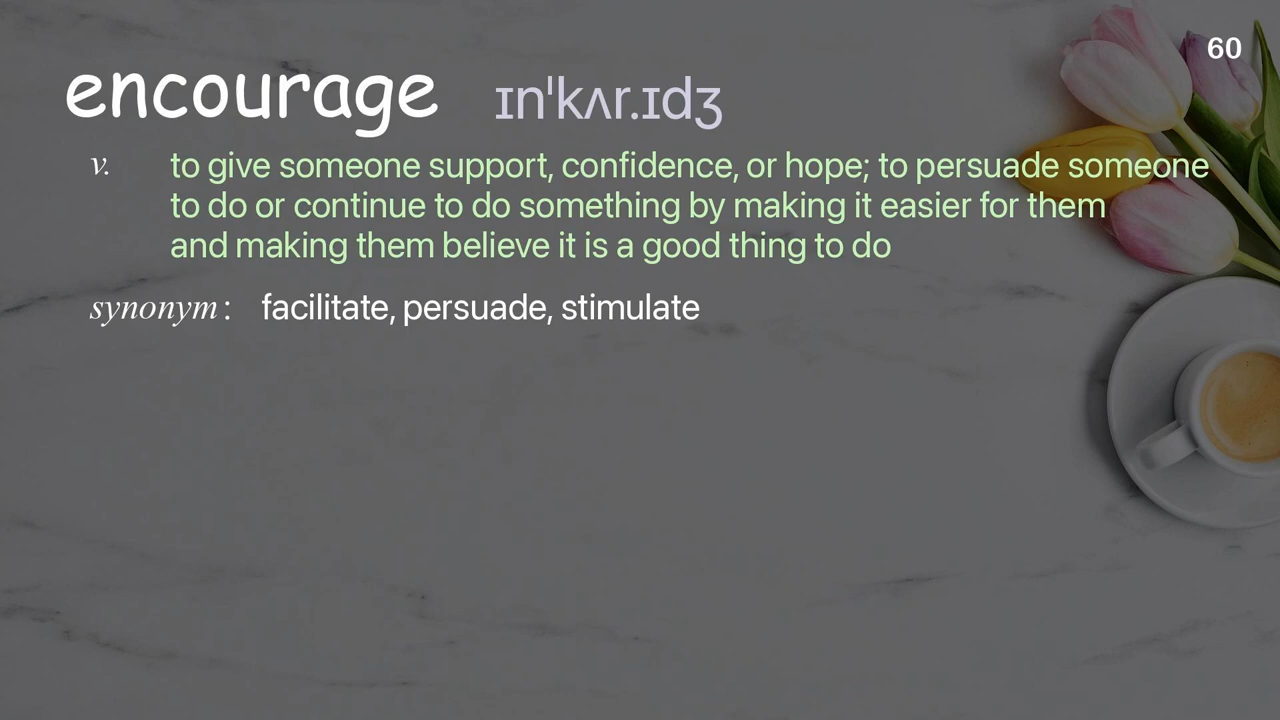 60
encourage ɪnˈkʌr.ɪdʒ
v. to give someone support, confidence, or hope; to persuade someone
to do or continue to do something by making it easier for them
and making them believe it is a good thing to do
synonym: facilitate, persuade, stimulate